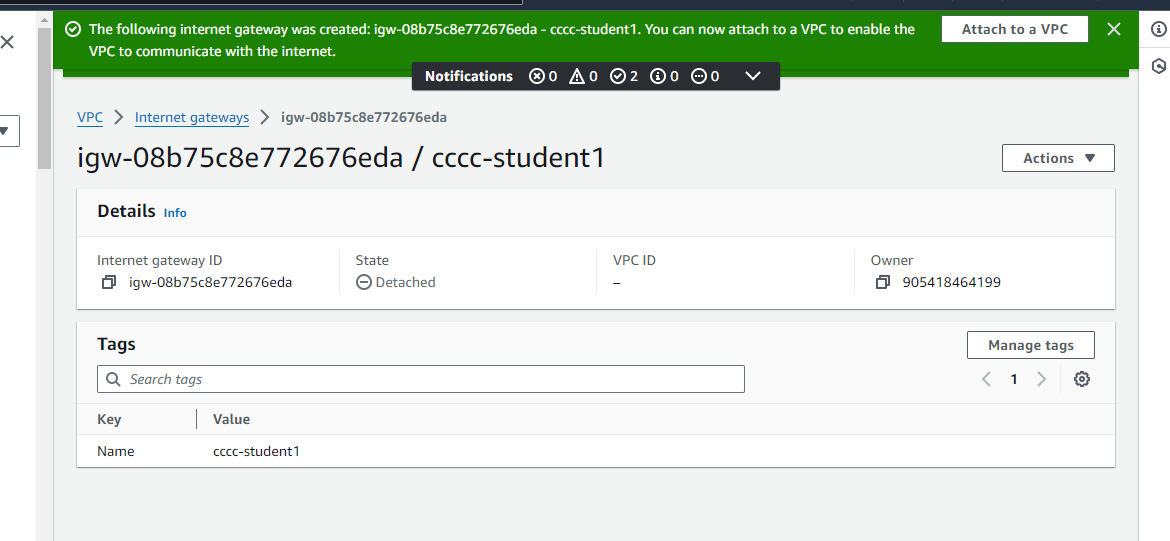 The following internet gateway was created: igw-08b75c8e772676eda - cccc-student1. You can now attach to a VPC to enable the
VPC to communicate with the internet.
Attach to a VPC
Notifications 0 0 2 0 0
VPC > Internet gateways > igw-08b75c8e772676eda
igw-08b75c8e772676eda / cccc-student1
Actions
Details Info
Internet gateway ID
igw-08b75c8e772676eda
State
Detached
VPC ID
–
Owner
905418464199
Tags
Manage tags
Search tags
1
Key Value
Name cccc-student1